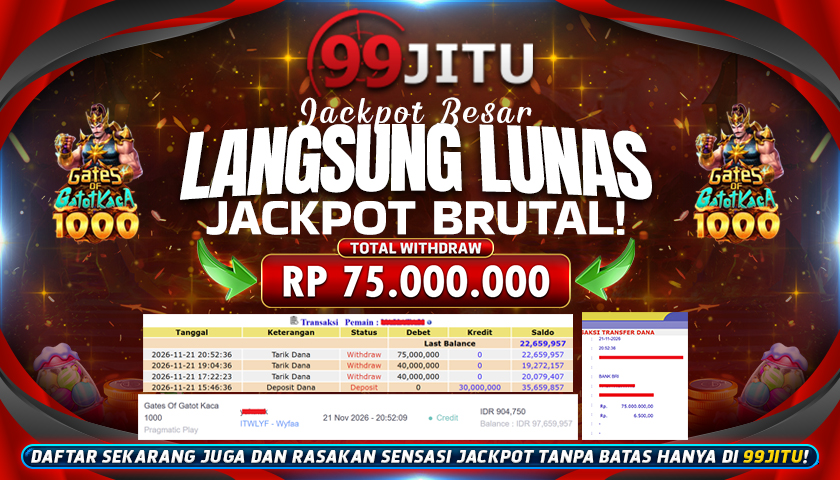 99JITU
Jackpot Besar
LANGSUNG LUNAS
JACKPOT BRUTAL!
GATES OF GATOTKACA 1000
GATES OF GATOTKACA 1000
TOTAL WITHDRAW
RP 75.000.000
Transaksi Pemain :
Tanggal Keterangan Status Debet Kredit Saldo
Last Balance 22,659,957
2026-11-21 20:52:36 Tarik Dana Withdraw 75,000,000 0 22,659,957
2026-11-21 19:04:36 Tarik Dana Withdraw 40,000,000 0 19,272,157
2026-11-21 17:22:23 Tarik Dana Withdraw 40,000,000 0 20,079,407
2026-11-21 15:46:36 Deposit Dana Deposit 0 30,000,000 35,659,857
Gates Of Gatot Kaca 1000
Pragmatic Play
ITWLYF - Wyfaa
21 Nov 2026 - 20:52:09
Credit
IDR 904,750
Balance : IDR 97,659,957
AKSI TRANSFER DANA
: 21-11-2026
: 20:52:36
: BANK BRI
: Rp. 75.000.000,00
: Rp. 6.500,00
DAFTAR SEKARANG JUGA DAN RASAKAN SENSASI JACKPOT TANPA BATAS HANYA DI 99JITU!